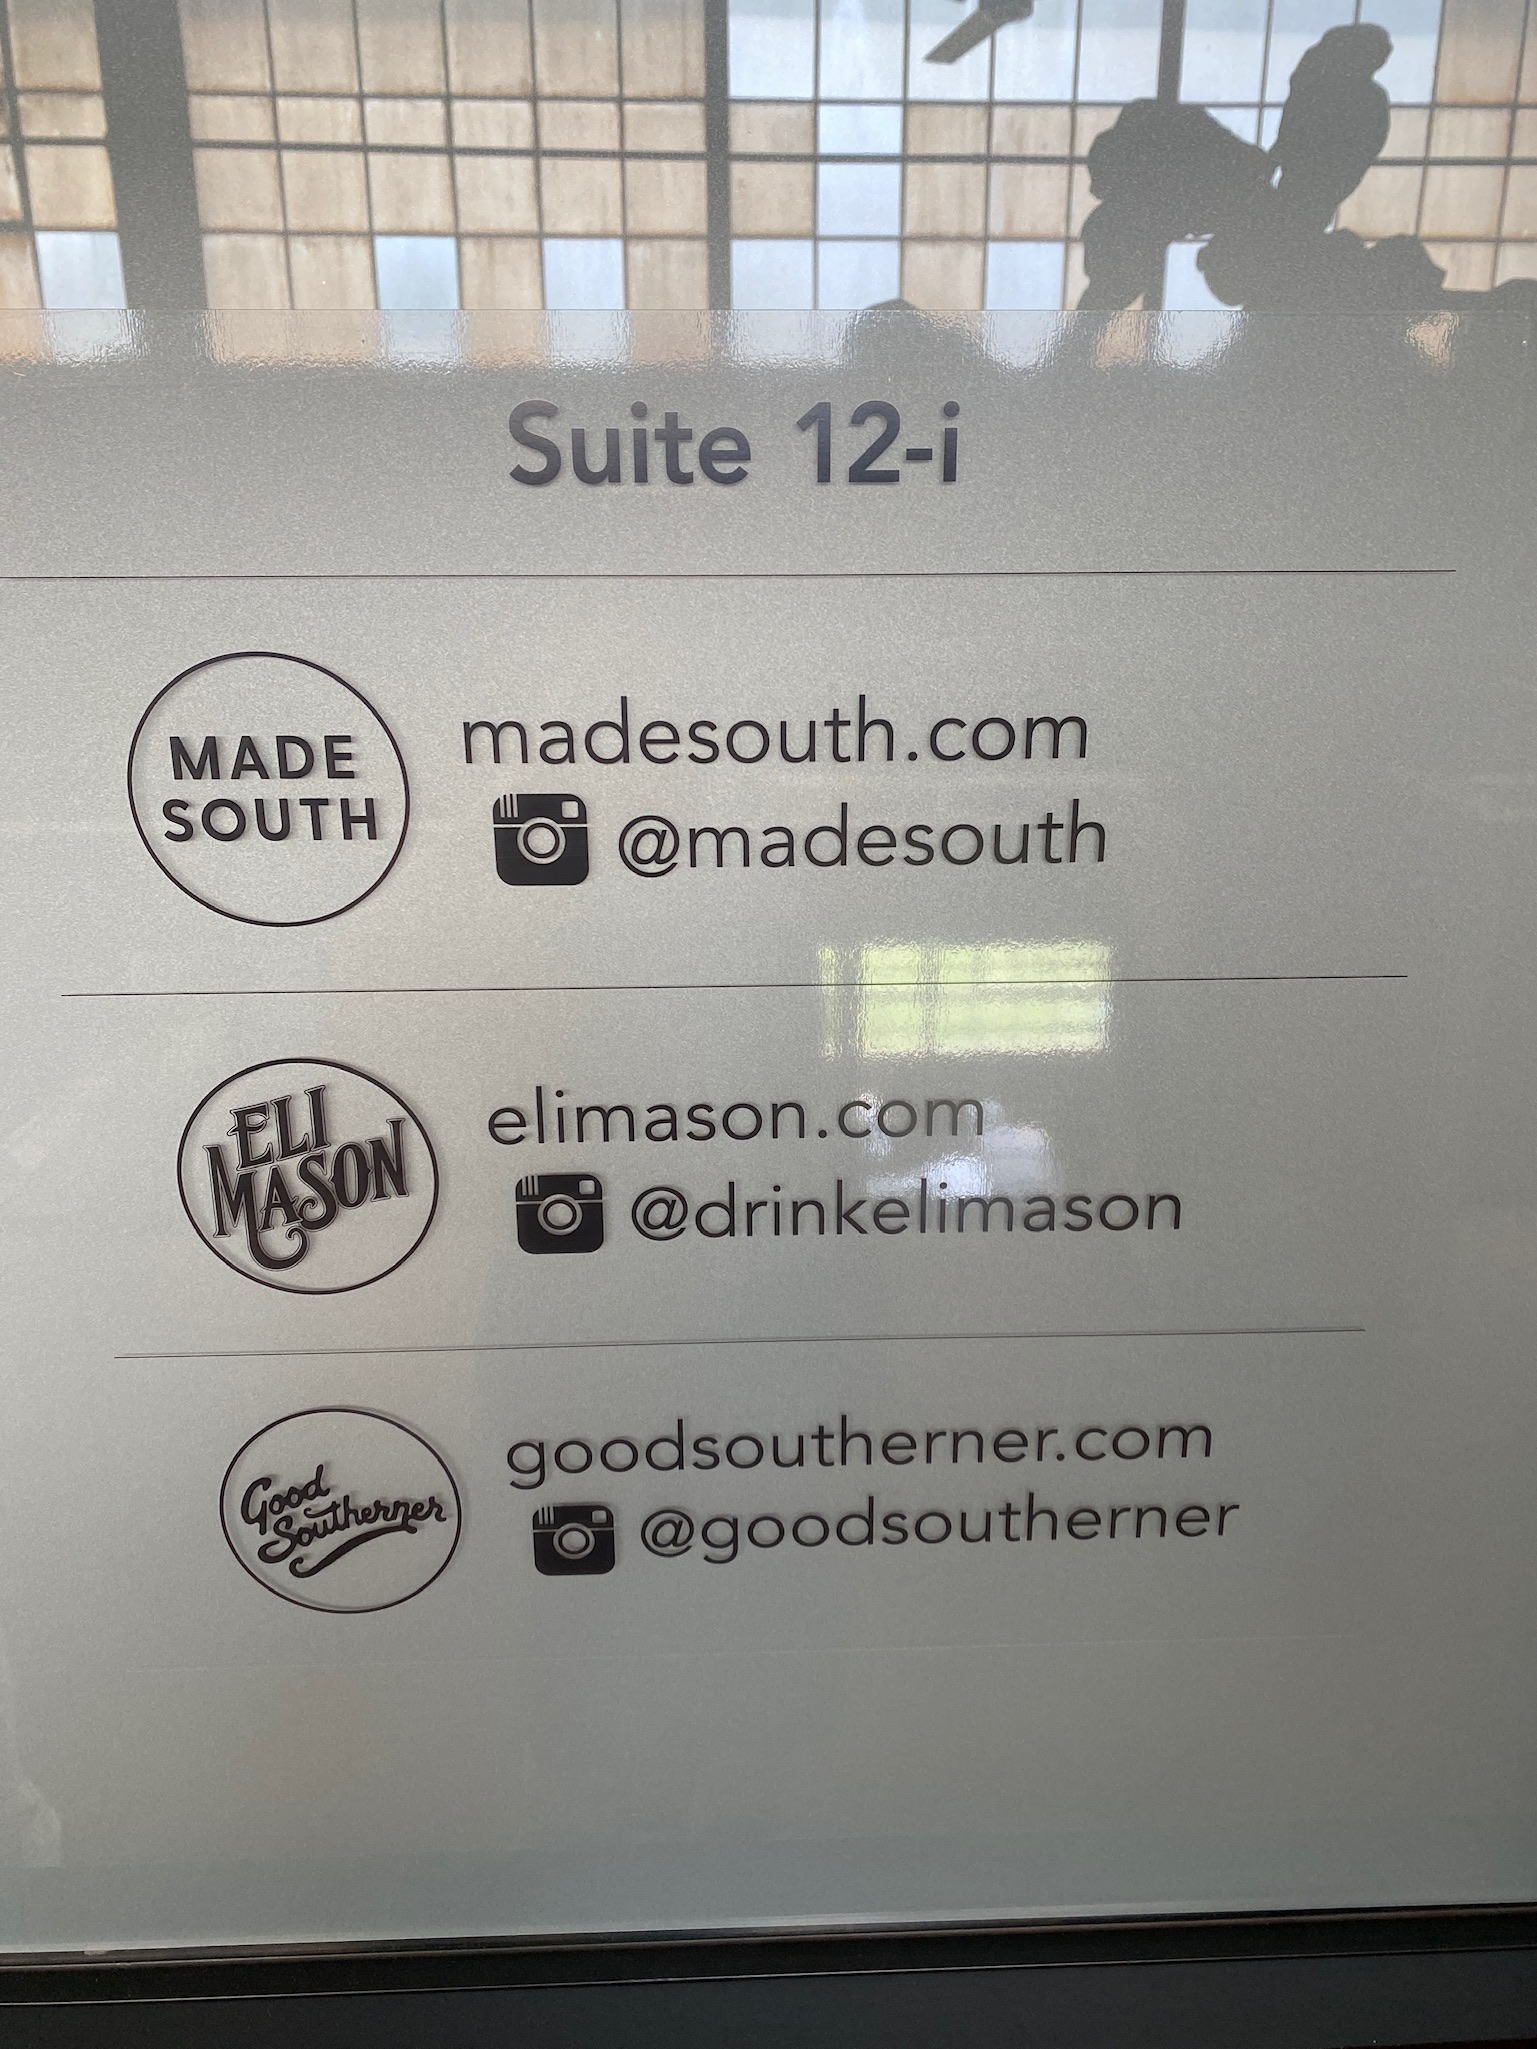 Suite 12-i
MADE
SOUTH
madesouth.com
@madesouth
ELI
MASON
elimason.com
@drinkelimason
Good
Southerner
goodsoutherner.com
@goodsoutherner